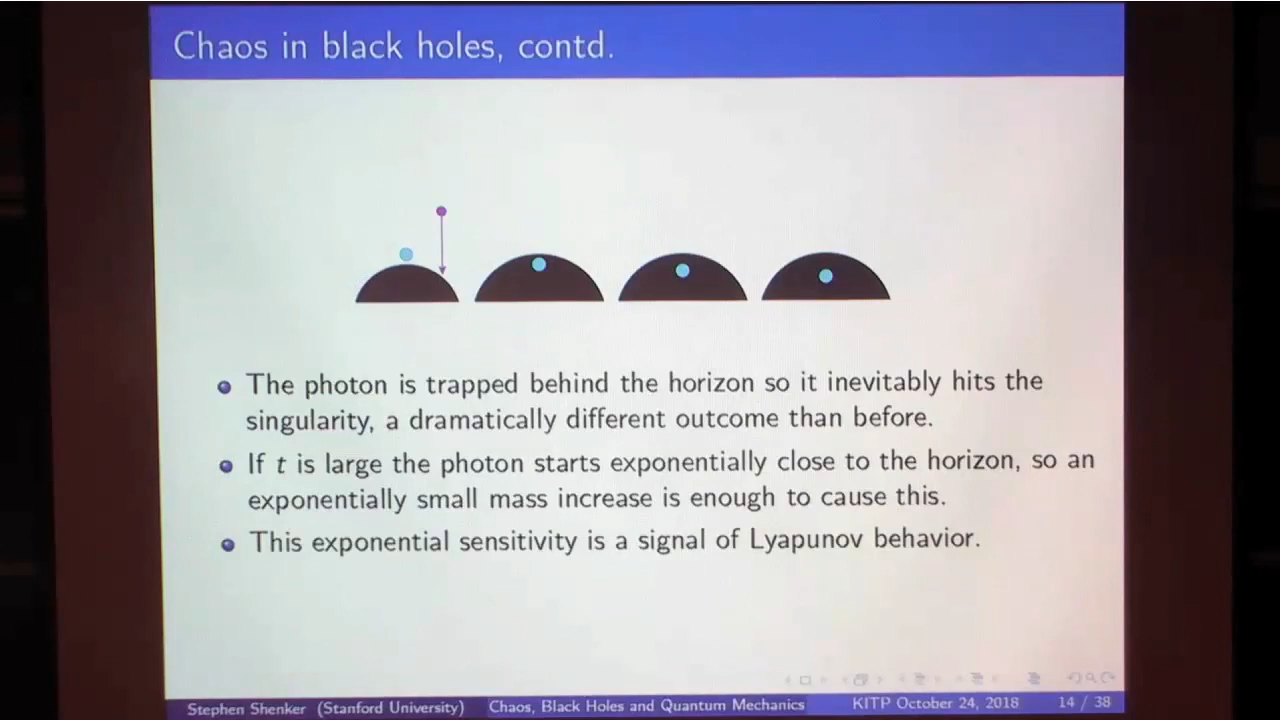 Chaos in black holes, contd.
The photon is trapped behind the horizon so it inevitably hits the
singularity, a dramatically different outcome than before.
If t is large the photon starts exponentially close to the horizon, so an
exponentially small mass increase is enough to cause this.
This exponential sensitivity is a signal of Lyapunov behavior.
Stephen Shenker (Stanford University) Chaos, Black Holes and Quantum Mechanics KITP October 24, 2018 14 / 38